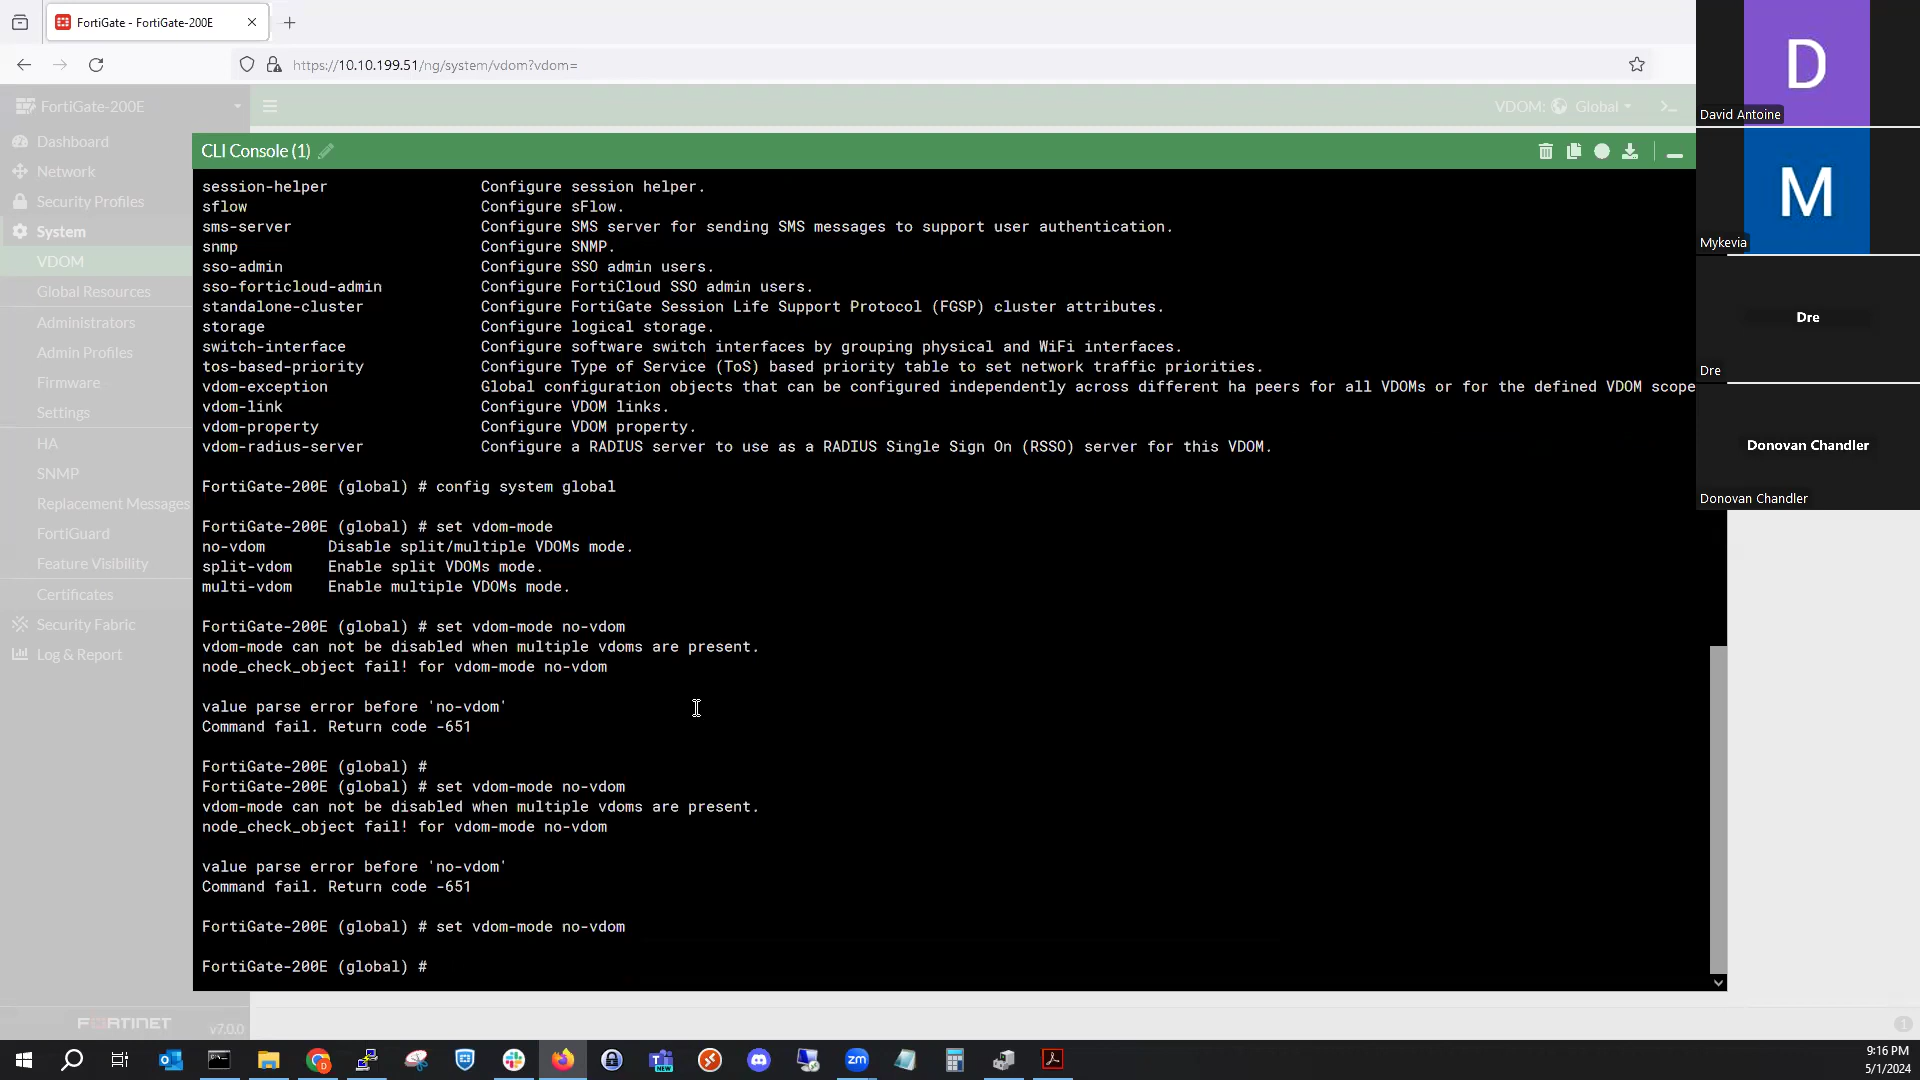 FortiGate - FortiGate-200E
https://10.10.199.51/ng/system/vdom?vdom=
FortiGate-200E
VDOM: Global
Dashboard
Network
Security Profiles
System
VDOM
Global Resources
Administrators
Admin Profiles
Firmware
Settings
HA
SNMP
Replacement Messages
FortiGuard
Feature Visibility
Certificates
Security Fabric
Log & Report
FORTINET
v7.0.0
CLI Console (1)
session-helper Configure session helper.
sflow Configure sFlow.
sms-server Configure SMS server for sending SMS messages to support user authentication.
snmp Configure SNMP.
sso-admin Configure SSO admin users.
sso-forticloud-admin Configure FortiCloud SSO admin users.
standalone-cluster Configure FortiGate Session Life Support Protocol (FGSP) cluster attributes.
storage Configure logical storage.
switch-interface Configure software switch interfaces by grouping physical and WiFi interfaces.
tos-based-priority Configure Type of Service (ToS) based priority table to set network traffic priorities.
vdom-exception Global configuration objects that can be configured independently across different ha peers for all VDOMs or for the defined VDOM scope
vdom-link Configure VDOM links.
vdom-property Configure VDOM property.
vdom-radius-server Configure a RADIUS server to use as a RADIUS Single Sign On (RSSO) server for this VDOM.
FortiGate-200E (global) # config system global
FortiGate-200E (global) # set vdom-mode
no-vdom Disable split/multiple VDOMs mode.
split-vdom Enable split VDOMs mode.
multi-vdom Enable multiple VDOMs mode.
FortiGate-200E (global) # set vdom-mode no-vdom
vdom-mode can not be disabled when multiple vdoms are present.
node_check_object fail! for vdom-mode no-vdom
value parse error before 'no-vdom'
Command fail. Return code -651
FortiGate-200E (global) #
FortiGate-200E (global) # set vdom-mode no-vdom
vdom-mode can not be disabled when multiple vdoms are present.
node_check_object fail! for vdom-mode no-vdom
value parse error before 'no-vdom'
Command fail. Return code -651
FortiGate-200E (global) # set vdom-mode no-vdom
FortiGate-200E (global) #
D
David Antoine
M
Mykevia
Dre
Dre
Donovan Chandler
Donovan Chandler
1
NEW
zm
9:16 PM
5/1/2024